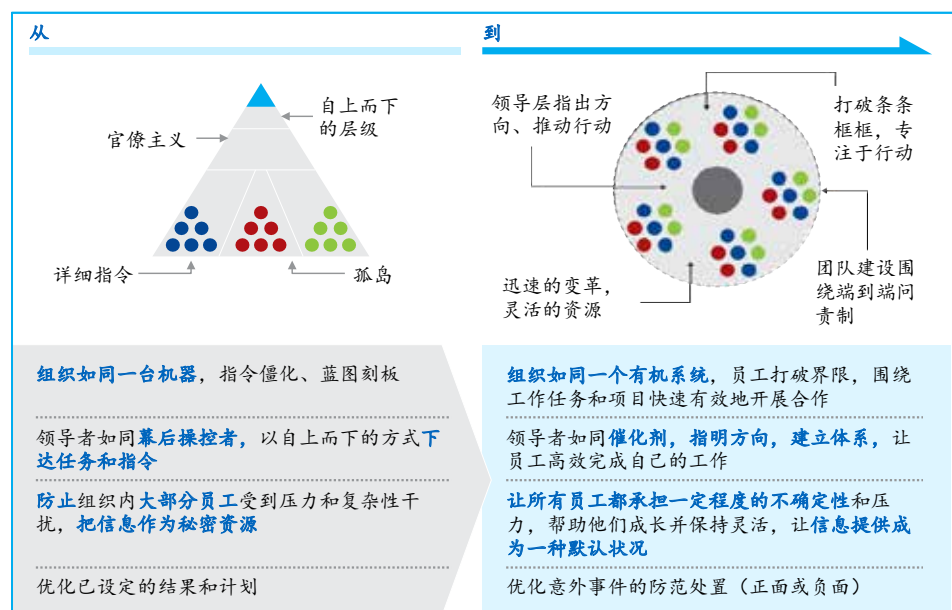 从
自上而下
的层级
官僚主义
详细指令
孤岛
到
领导层指出方
向、推动行动
打破条条
框框，专
注于行动
迅速的变革，
灵活的资源
团队建设围
绕端到端问
责制
组织如同一台机器，指令僵化、蓝图刻板
领导者如同幕后操控者，以自上而下的方式下
达任务和指令
防止组织内大部分员工受到压力和复杂性干
扰，把信息作为秘密资源
优化已设定的结果和计划
组织如同一个有机系统，员工打破界限，围绕
工作任务和项目快速有效地开展合作
领导者如同催化剂，指明方向，建立体系，让
员工高效完成自己的工作
让所有员工都承担一定程度的不确定性和压
力，帮助他们成长并保持灵活，让信息提供成
为一种默认状况
优化意外事件的防范处置（正面或负面）